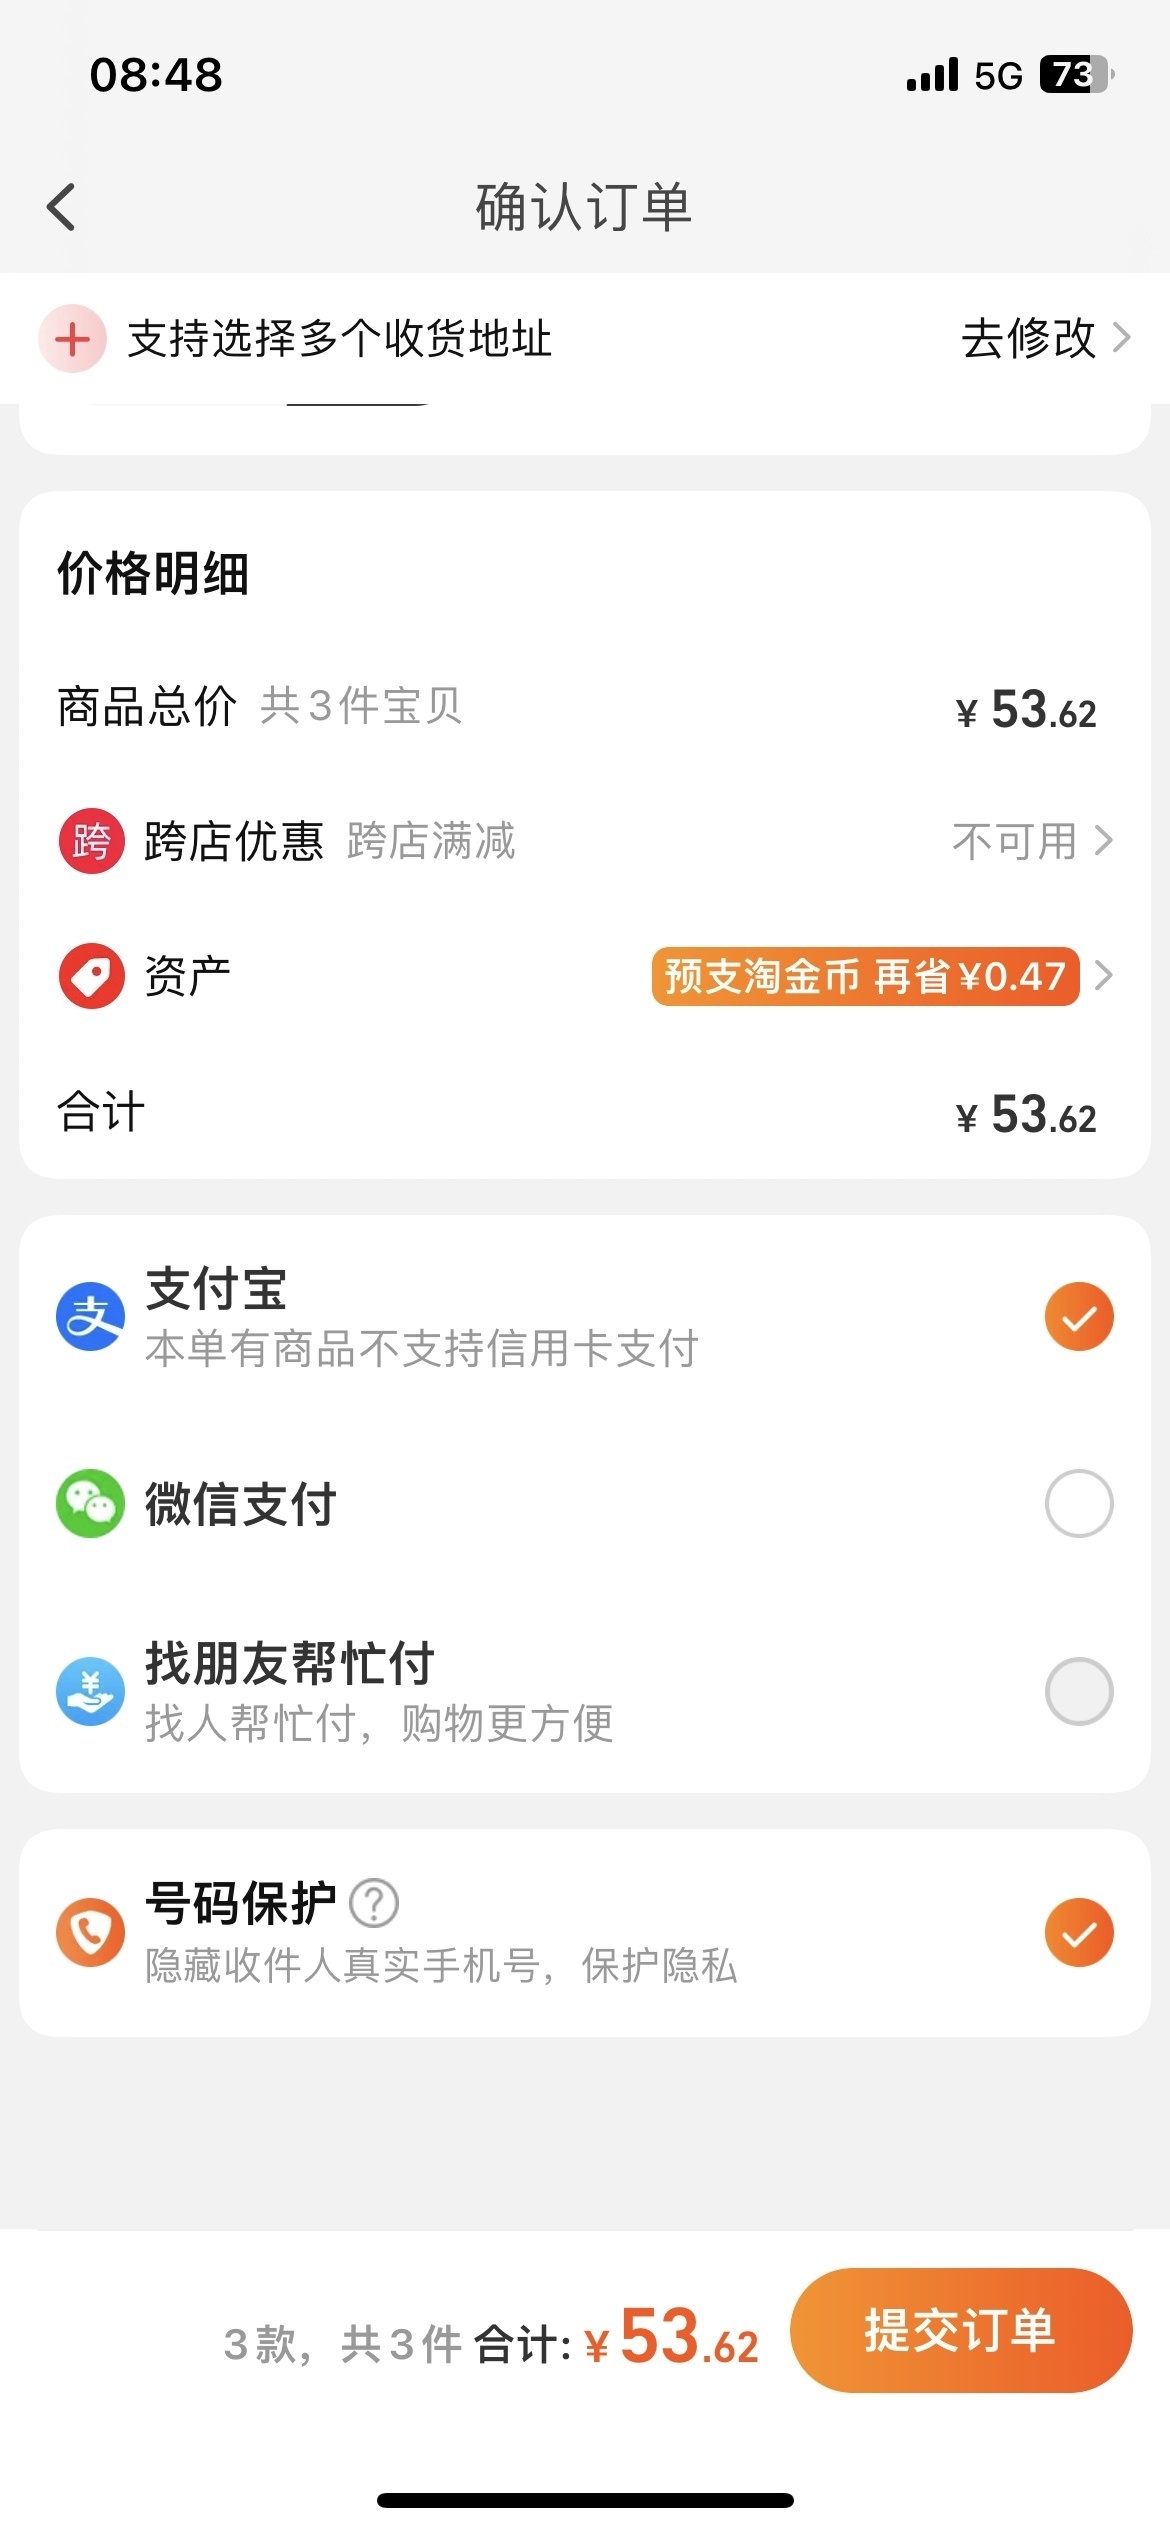 08:48 5G 73
确认订单
支持选择多个收货地址 去修改
价格明细
商品总价 共3件宝贝 ¥ 53.62
跨 跨店优惠 跨店满减 不可用
资产 预支淘金币 再省¥0.47
合计 ¥ 53.62
支 支付宝
本单有商品不支持信用卡支付
微信支付
找朋友帮忙付
找人帮忙付，购物更方便
号码保护 ?
隐藏收件人真实手机号，保护隐私
3款，共3件 合计: ¥ 53.62 提交订单